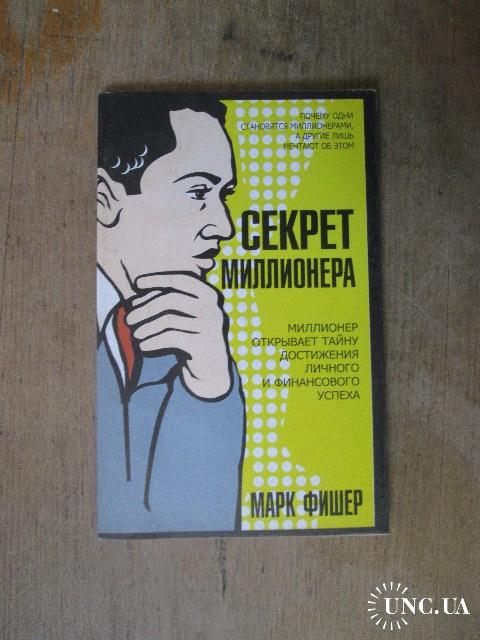 ПОЧЕМУ ОДНИ
СТАНОВЯТСЯ МИЛЛИОНЕРАМИ,
А ДРУГИЕ ЛИШЬ
МЕЧТАЮТ ОБ ЭТОМ
СЕКРЕТ
МИЛЛИОНЕРА
МИЛЛИОНЕР
ОТКРЫВАЕТ ТАЙНУ
ДОСТИЖЕНИЯ
ЛИЧНОГО
И ФИНАНСОВОГО
УСПЕХА
МАРК ФИШЕР
UNC.UA